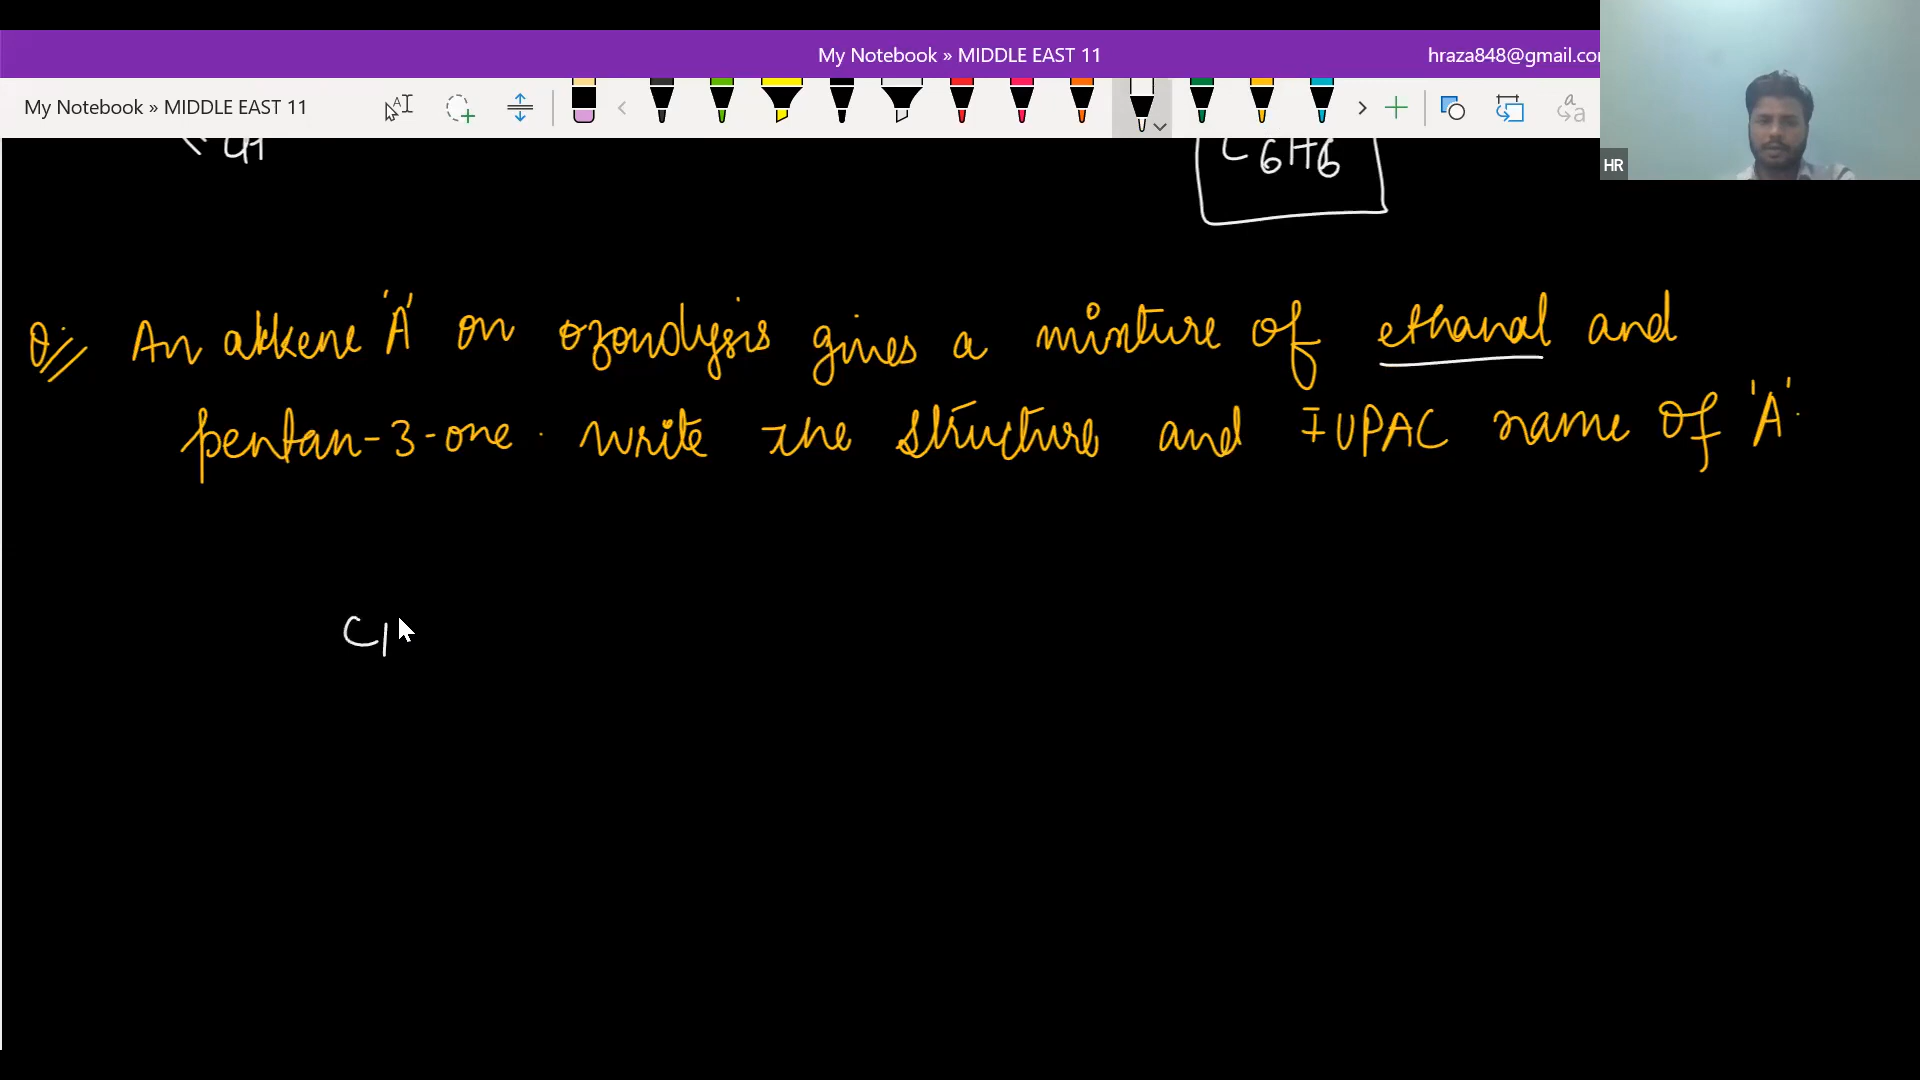 My Notebook » MIDDLE EAST 11
hraza848@gmail.co
My Notebook » MIDDLE EAST 11
HR
C6H6
Q:// An alkene 'A' on ozonolysis gives a mixture of ethanal and
pentan-3-one. write the structure and IUPAC name of 'A'.
C